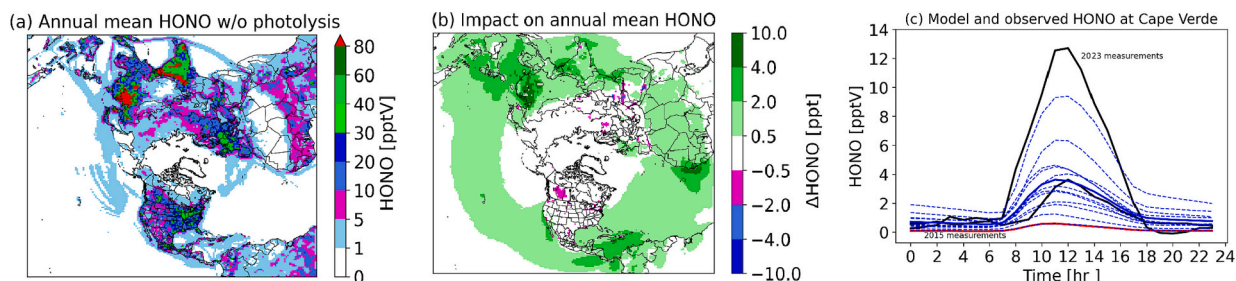 (a) Annual mean HONO w/o photolysis
80
60
40
30
20
10
5
1
0
HONO [pptV]
(b) Impact on annual mean HONO
10.0
4.0
2.0
0.5
−0.5
−2.0
−4.0
−10.0
ΔHONO [ppt]
(c) Model and observed HONO at Cape Verde
14
12
10
8
6
4
2
0
HONO [pptV]
2023 measurements
2015 measurements
0 2 4 6 8 10 12 14 16 18 20 22 24
Time [hr ]